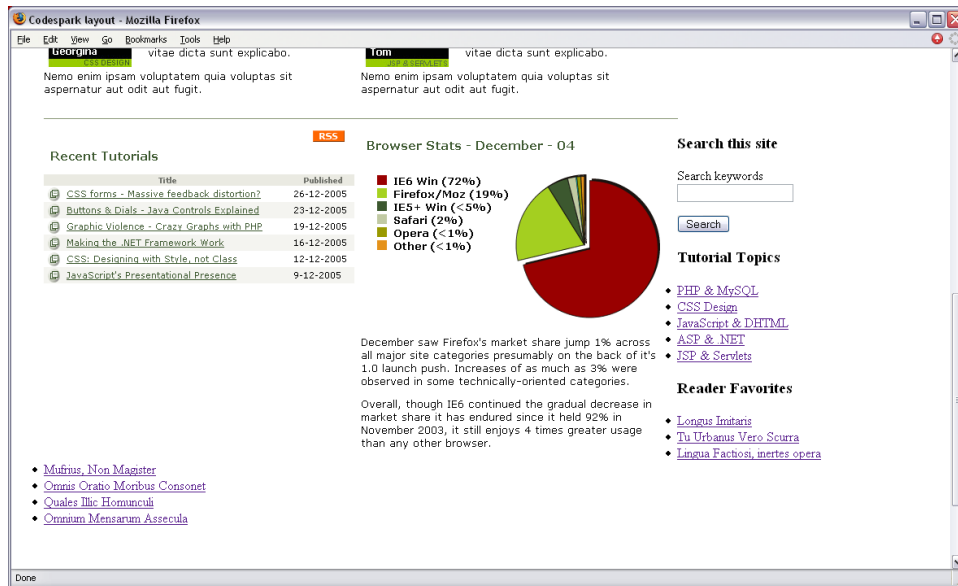 Codespark layout - Mozilla Firefox
File Edit View Go Bookmarks Tools Help
Georgina
CSS DESIGN
vitae dicta sunt explicabo.
Nemo enim ipsam voluptatem quia voluptas sit
aspernatur aut odit aut fugit.
Tom
JSP & SERVLETS
vitae dicta sunt explicabo.
Nemo enim ipsam voluptatem quia voluptas sit
aspernatur aut odit aut fugit.
RSS
Recent Tutorials
Title Published
CSS forms - Massive feedback distortion? 26-12-2005
Buttons & Dials - Java Controls Explained 23-12-2005
Graphic Violence - Crazy Graphs with PHP 19-12-2005
Making the .NET Framework Work 16-12-2005
CSS: Designing with Style, not Class 12-12-2005
JavaScript's Presentational Presence 9-12-2005
Browser Stats - December - 04
IE6 Win (72%)
Firefox/Moz (19%)
IE5+ Win (<5%)
Safari (2%)
Opera (<1%)
Other (<1%)
December saw Firefox's market share jump 1% across
all major site categories presumably on the back of it's
1.0 launch push. Increases of as much as 3% were
observed in some technically-oriented categories.
Overall, though IE6 continued the gradual decrease in
market share it has endured since it held 92% in
November 2003, it still enjoys 4 times greater usage
than any other browser.
Search this site
Search keywords
Search
Tutorial Topics
PHP & MySQL
CSS Design
JavaScript & DHTML
ASP & .NET
JSP & Servlets
Reader Favorites
Longus Imitaris
Tu Urbanus Vero Scurra
Lingua Factiosi, inertes opera
Mufrius, Non Magister
Omnis Oratio Moribus Consonet
Quales Illic Homunculi
Omnium Mensarum Assecula
Done